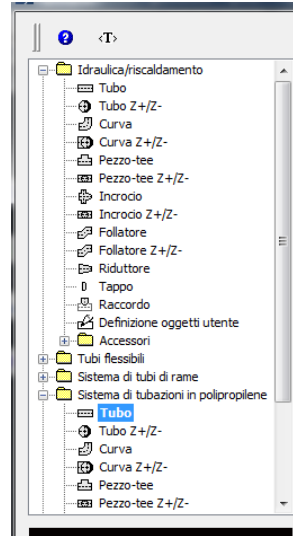 ? <T>
Idraulica/riscaldamento
Tubo
Tubo Z+/Z-
Curva
Curva Z+/Z-
Pezzo-tee
Pezzo-tee Z+/Z-
Incrocio
Incrocio Z+/Z-
Follatore
Follatore Z+/Z-
Riduttore
Tappo
Raccordo
Definizione oggetti utente
Accessori
Tubi flessibili
Sistema di tubi di rame
Sistema di tubazioni in polipropilene
Tubo
Tubo Z+/Z-
Curva
Curva Z+/Z-
Pezzo-tee
Pezzo-tee Z+/Z-